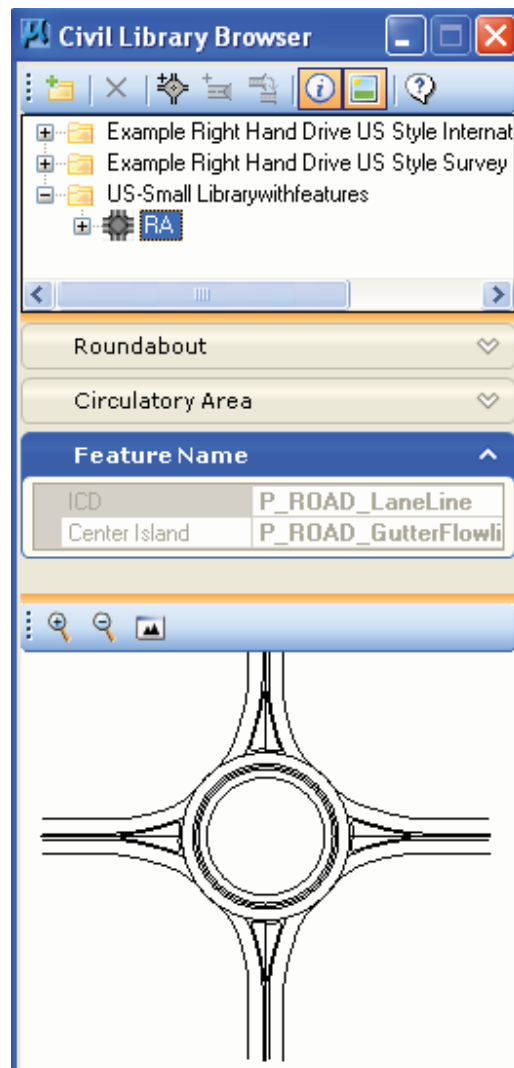 Civil Library Browser
Example Right Hand Drive US Style Internat
Example Right Hand Drive US Style Survey
US-Small Librarywithfeatures
RA
Roundabout
Circulatory Area
Feature Name
ICD P_ROAD_LaneLine
Center Island P_ROAD_GutterFlowli